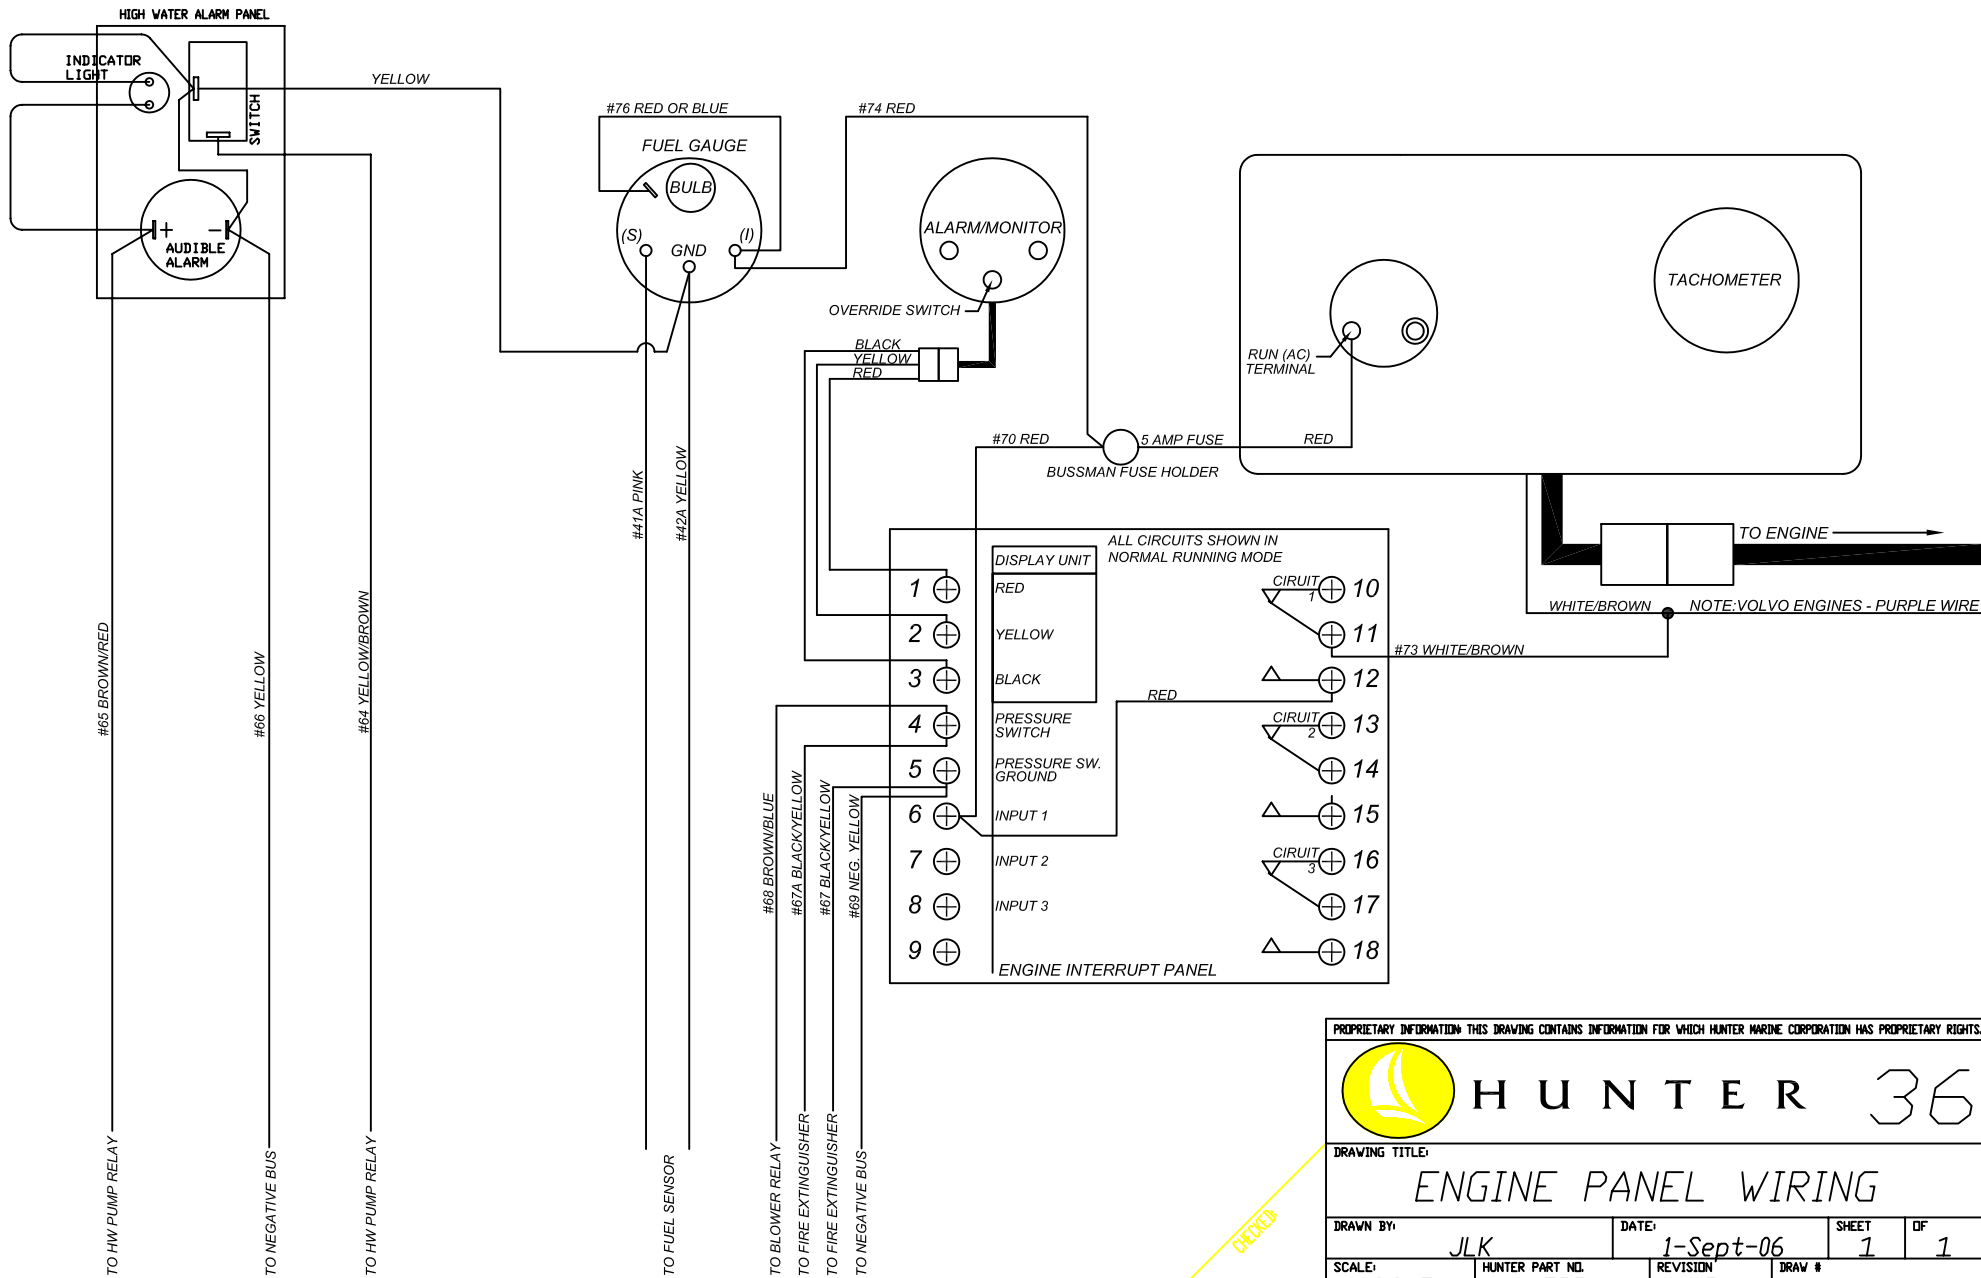 HIGH WATER ALARM PANEL
INDICATOR
LIGHT
SWITCH
YELLOW
+
−
AUDIBLE
ALARM
#76 RED OR BLUE
FUEL GAUGE
BULB
(S)
GND
(I)
#74 RED
ALARM/MONITOR
OVERRIDE SWITCH
BLACK
YELLOW
RED
TACHOMETER
RUN (AC)
TERMINAL
#70 RED
5 AMP FUSE
RED
BUSSMAN FUSE HOLDER
#41A PINK
#42A YELLOW
#65 BROWN/RED
#66 YELLOW
#64 YELLOW/BROWN
TO ENGINE
WHITE/BROWN
NOTE:VOLVO ENGINES - PURPLE WIRE
#73 WHITE/BROWN
ALL CIRCUITS SHOWN IN
NORMAL RUNNING MODE
DISPLAY UNIT
1
RED
2
YELLOW
3
BLACK
4
PRESSURE
SWITCH
5
PRESSURE SW.
GROUND
6
INPUT 1
7
INPUT 2
8
INPUT 3
9
CIRUIT
1
10
11
12
RED
CIRUIT
2
13
14
15
CIRUIT
3
16
17
18
ENGINE INTERRUPT PANEL
#68 BROWN/BLUE
#67A BLACK/YELLOW
#67 BLACK/YELLOW
#69 NEG. YELLOW
TO HW PUMP RELAY
TO NEGATIVE BUS
TO HW PUMP RELAY
TO FUEL SENSOR
TO BLOWER RELAY
TO FIRE EXTINGUISHER
TO FIRE EXTINGUISHER
TO NEGATIVE BUS
PROPRIETARY INFORMATION: THIS DRAWING CONTAINS INFORMATION FOR WHICH HUNTER MARINE CORPORATION HAS PROPRIETARY RIGHTS.
HUNTER 36
DRAWING TITLE:
ENGINE PANEL WIRING
CHECKED:
DRAWN BY:
JLK
DATE:
1-Sept-06
SHEET
1
OF
1
SCALE:
HUNTER PART NO.
REVISION
DRAW #